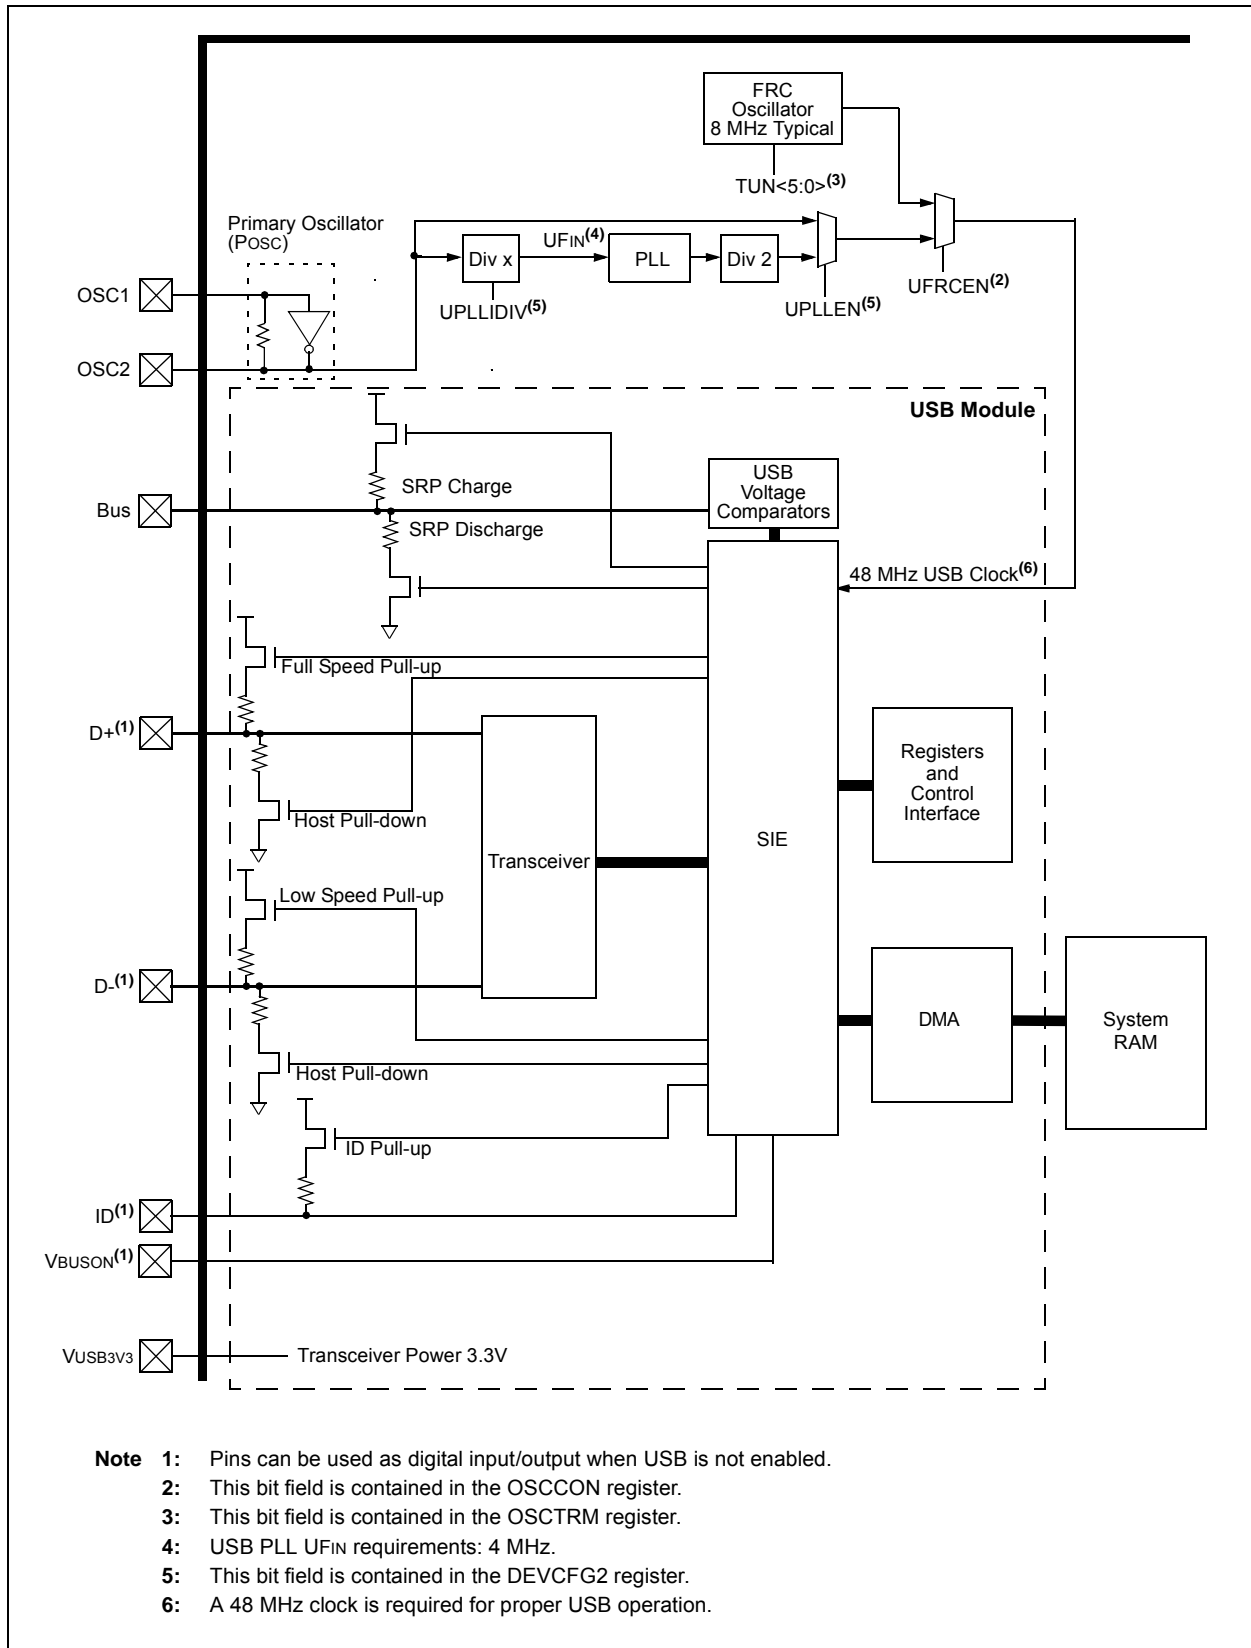 FRC
Oscillator
8 MHz Typical
TUN<5:0>(3)
Primary Oscillator
(POSC)
UFIN(4)
Div x
PLL
Div 2
UPLLIDIV(5)
UPLLEN(5)
UFRCEN(2)
OSC1
OSC2
USB Module
USB
Voltage
Comparators
SRP Charge
Bus
SRP Discharge
48 MHz USB Clock(6)
Full Speed Pull-up
D+(1)
Registers
and
Control
Interface
Host Pull-down
SIE
Transceiver
Low Speed Pull-up
D-(1)
DMA
System
RAM
Host Pull-down
ID Pull-up
ID(1)
VBUSON(1)
VUSB3V3
Transceiver Power 3.3V
Note 1: Pins can be used as digital input/output when USB is not enabled.
2: This bit field is contained in the OSCCON register.
3: This bit field is contained in the OSCTRM register.
4: USB PLL UFIN requirements: 4 MHz.
5: This bit field is contained in the DEVCFG2 register.
6: A 48 MHz clock is required for proper USB operation.